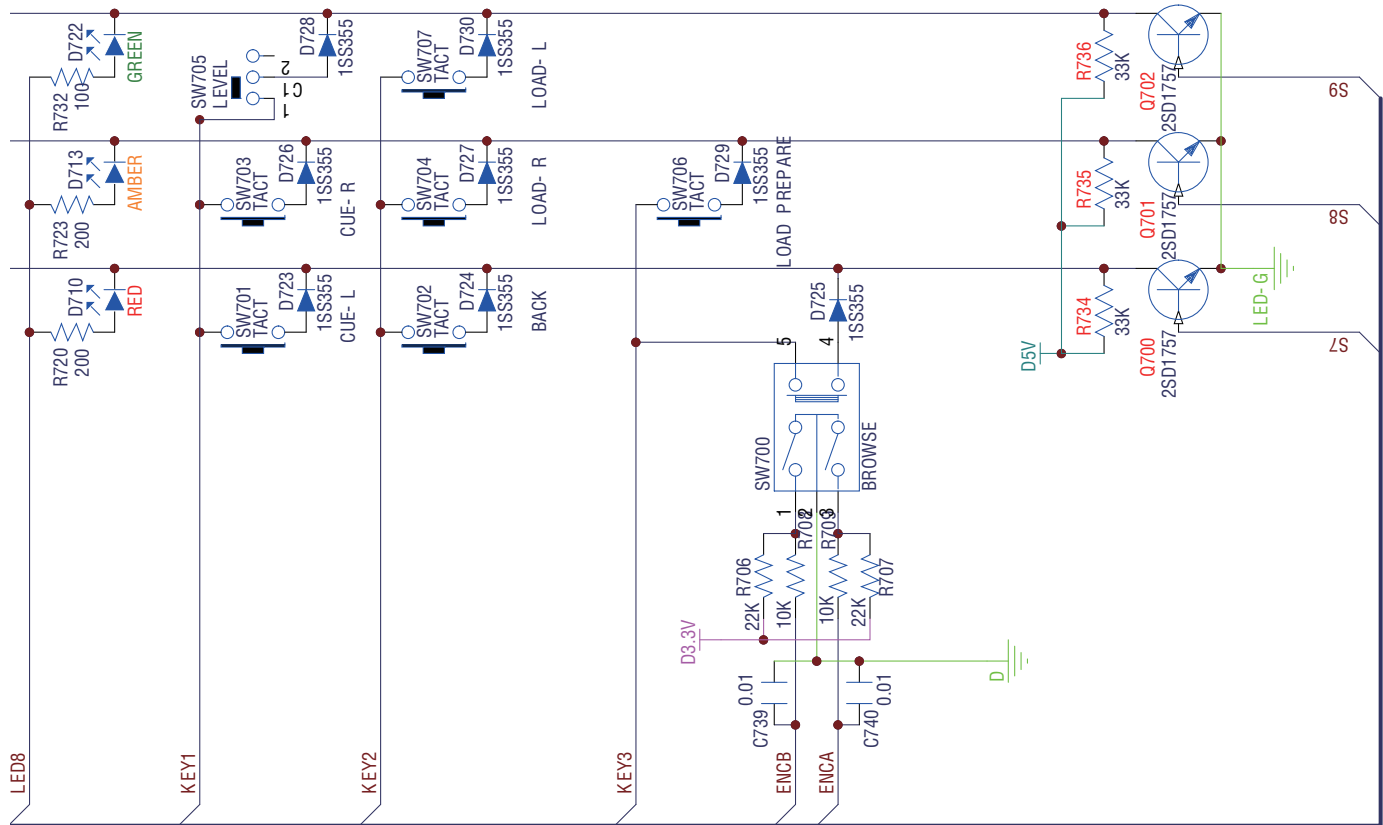 R732
100
D722
GREEN
SW705
LEVEL
1
C1
2
D728
1SS355
SW707
TACT
D730
1SS355
LOAD- L
R736
33K
Q702
2SD1757
S9
R723
200
D713
AMBER
SW703
TACT
D726
1SS355
CUE- R
SW704
TACT
D727
1SS355
LOAD- R
SW706
TACT
D729
1SS355
LOAD PREPARE
R735
33K
Q701
2SD1757
S8
R720
200
D710
RED
SW701
TACT
D723
1SS355
CUE- L
SW702
TACT
D724
1SS355
BACK
D725
1SS355
5
4
D5V
R734
33K
Q700
2SD1757
LED- G
S7
SW700
BROWSE
1
2
3
R708
R709
R706
22K
10K
10K
22K
R707
D3.3V
D
0.01
C739
0.01
C740
LED8
KEY1
KEY2
KEY3
ENCB
ENCA